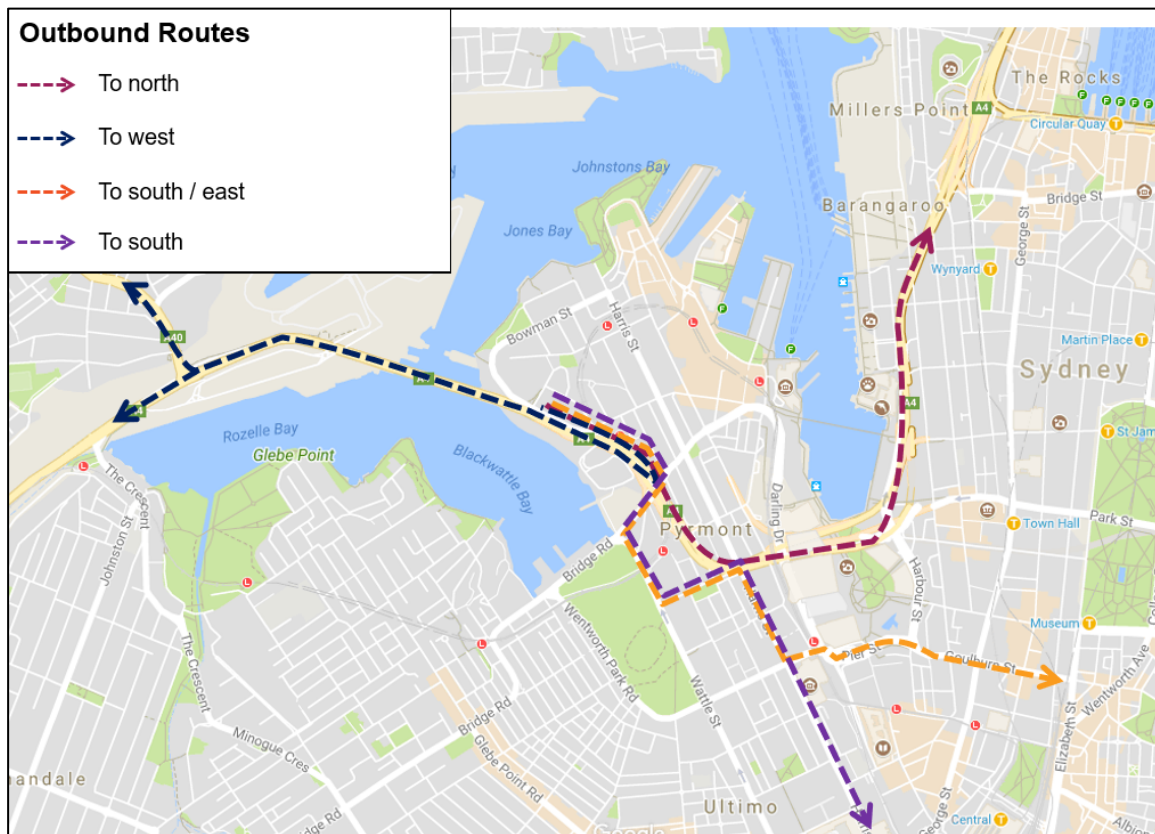 Outbound Routes
To north
To west
To south / east
To south
The Rocks
Millers Point
A4
Circular Quay
Johnstons Bay
Barangaroo
Bridge St
George St
Jones Bay
Wynyard
Bowman St
Harris St
Martin Place
A40
Sydney
A4
St Jam
Rozelle Bay
Glebe Point
Blackwattle Bay
The Crescent
Johnston St
Pyrmont
Darling Dr
Town Hall
Park St
Bridge Rd
Harbour St
Museum
Wentworth Park Rd
Pier St
Goulburn St
Wentworth Ave
The Crescent
Wattle St
Bridge Rd
Elizabeth St
Minogue Cres
Glebe Point Rd
nandale
Ultimo
Central
Albion